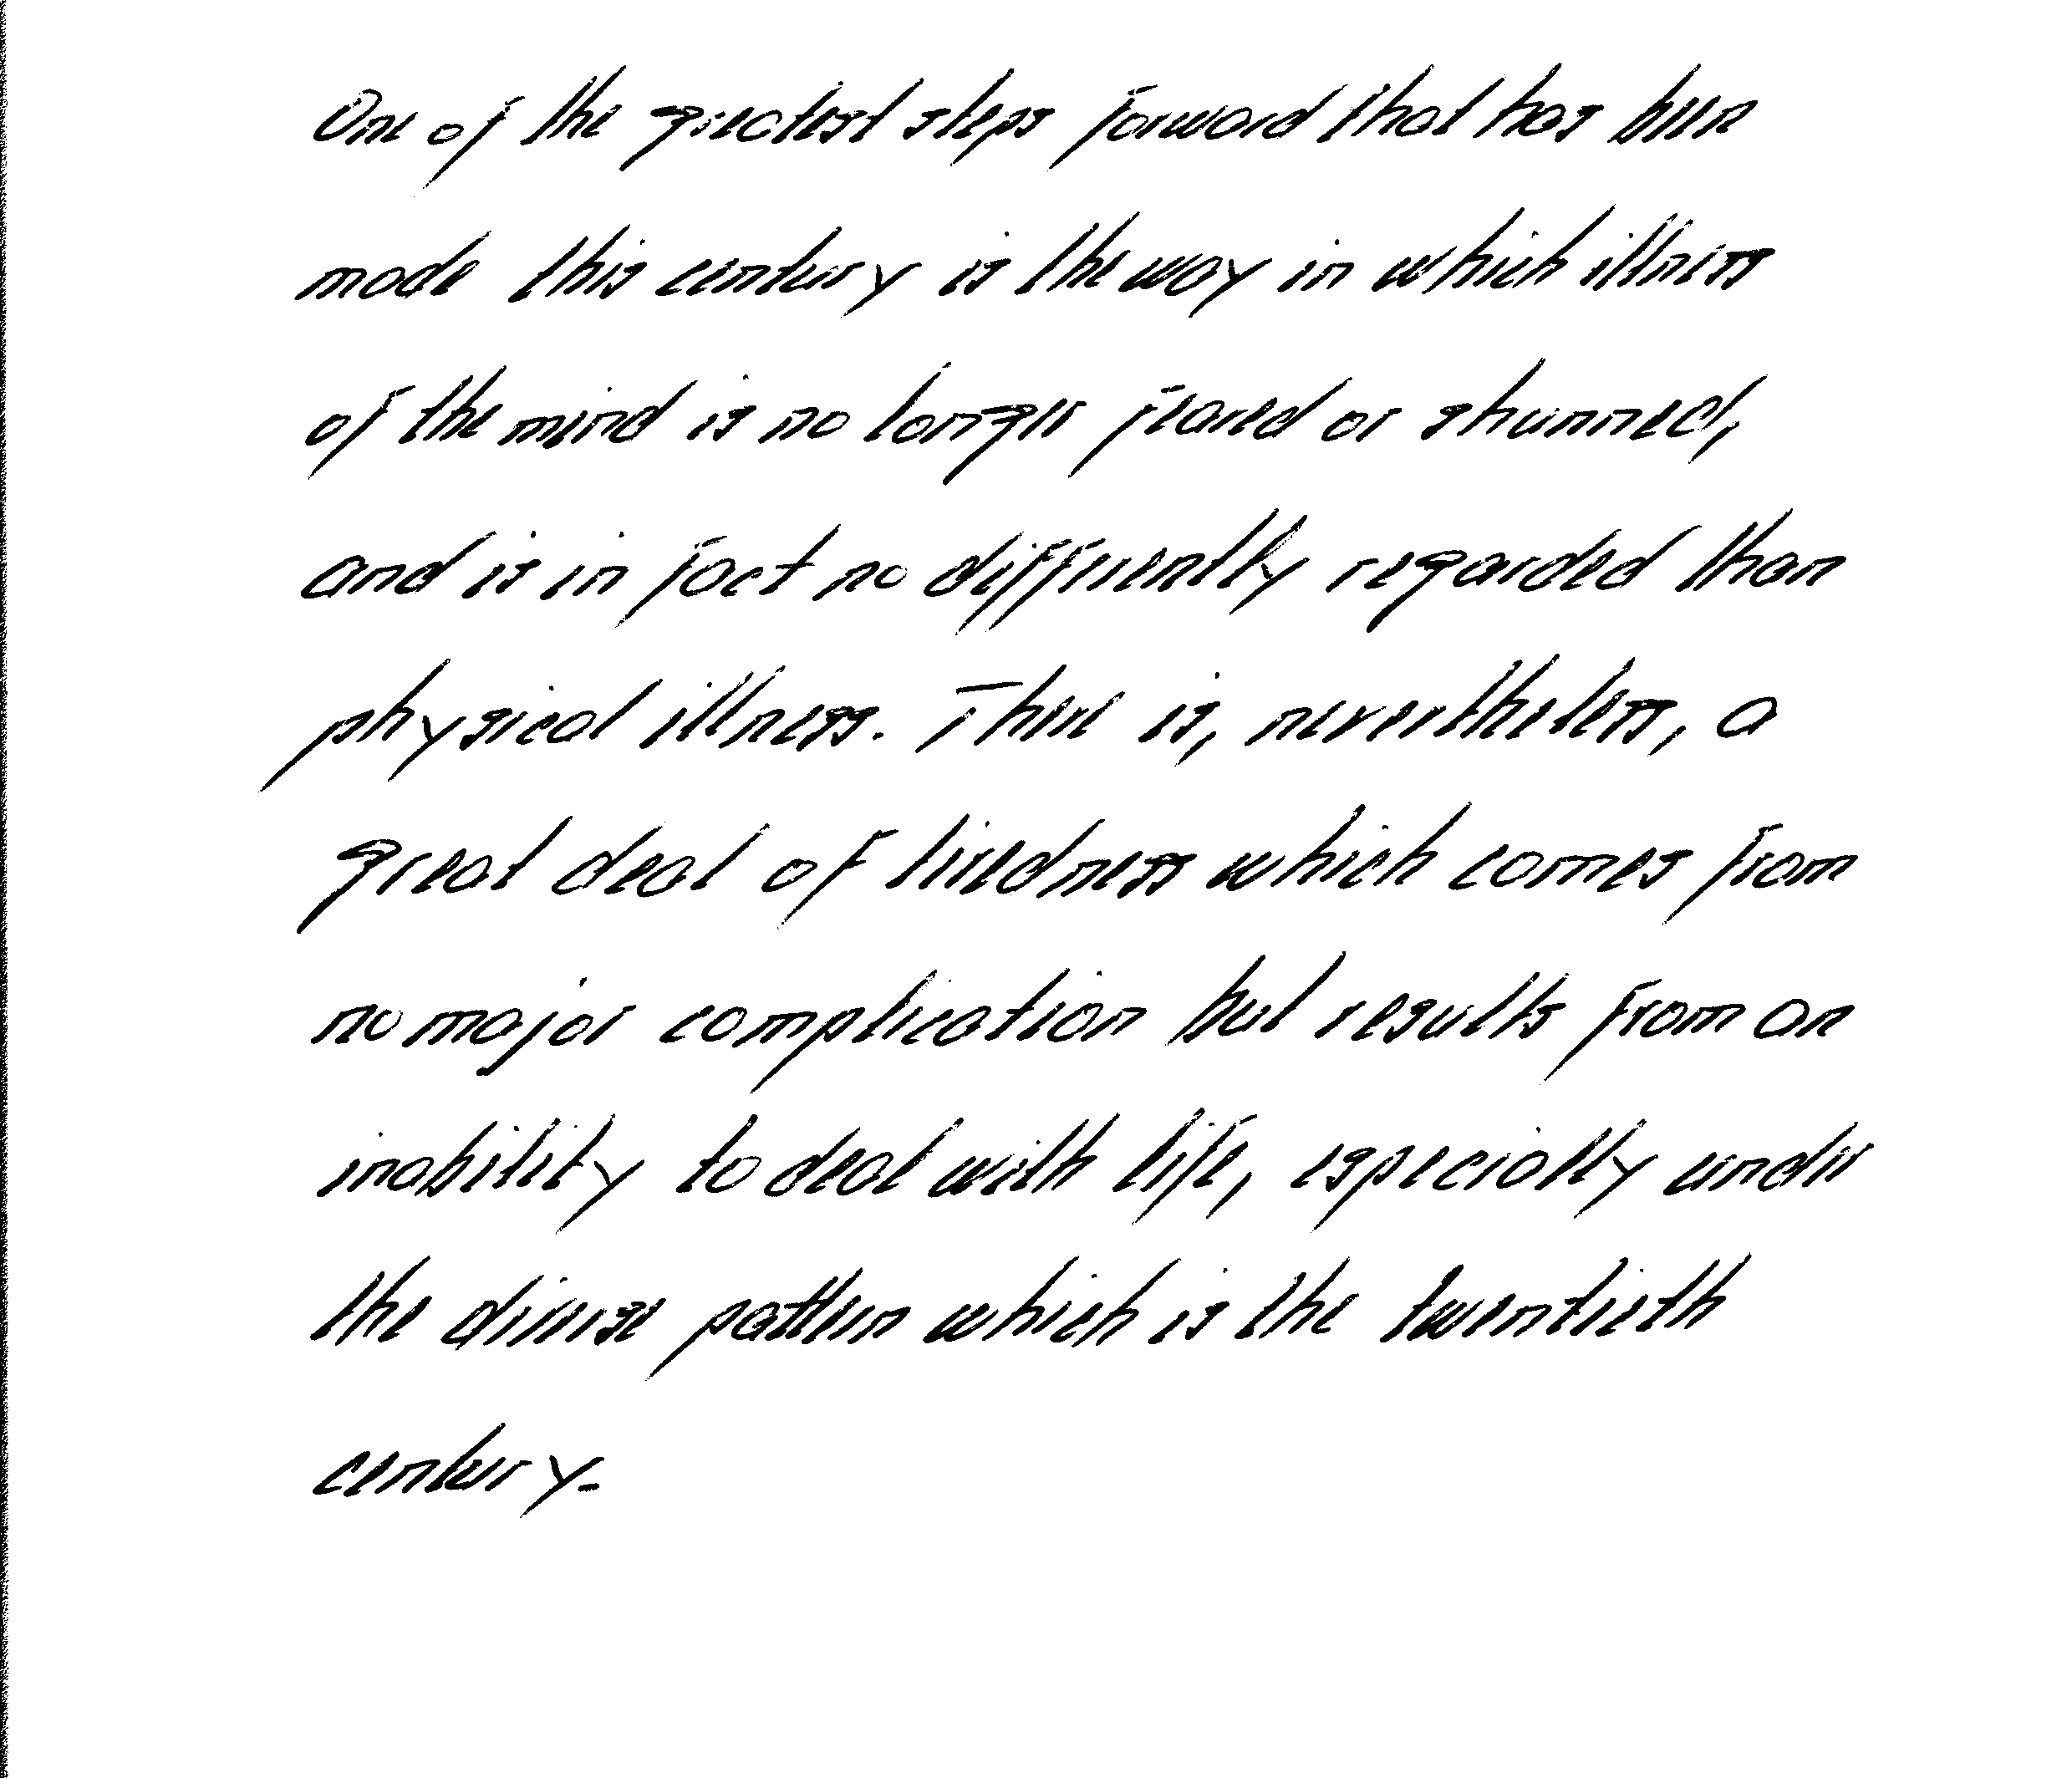 One of the greatest steps forward that has been
made this century is the way in which illness
of the mind is no longer feared or shunned,
and is in fact no differently regarded than
physical illness. There is, nevertheless, a
great deal of tiredness which comes from
no major complication but results from an
inability to deal with life, especially under
the diverse pattern which is the twentieth
century.